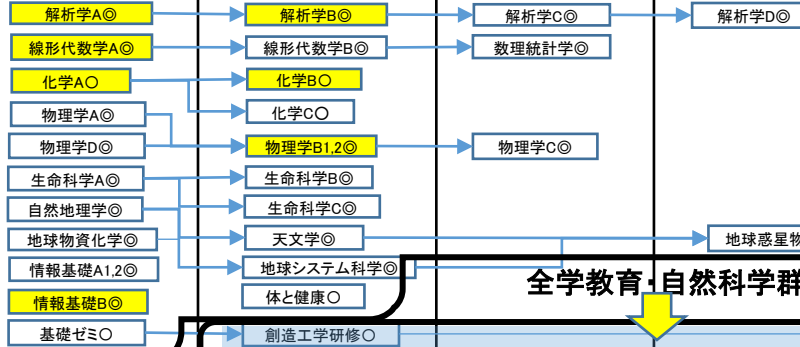 解析学A◎
解析学B◎
解析学C◎
解析学D◎
線形代数学A◎
線形代数学B◎
数理統計学◎
化学A○
化学B○
化学C○
物理学A◎
物理学D◎
物理学B1,2◎
物理学C◎
生命科学A◎
生命科学B◎
自然地理学◎
生命科学C◎
地球物資化学◎
天文学◎
地球惑星物
情報基礎A1,2◎
地球システム科学◎
全学教育・自然科学群
情報基礎B◎
体と健康○
基礎ゼミ○
創造工学研修○